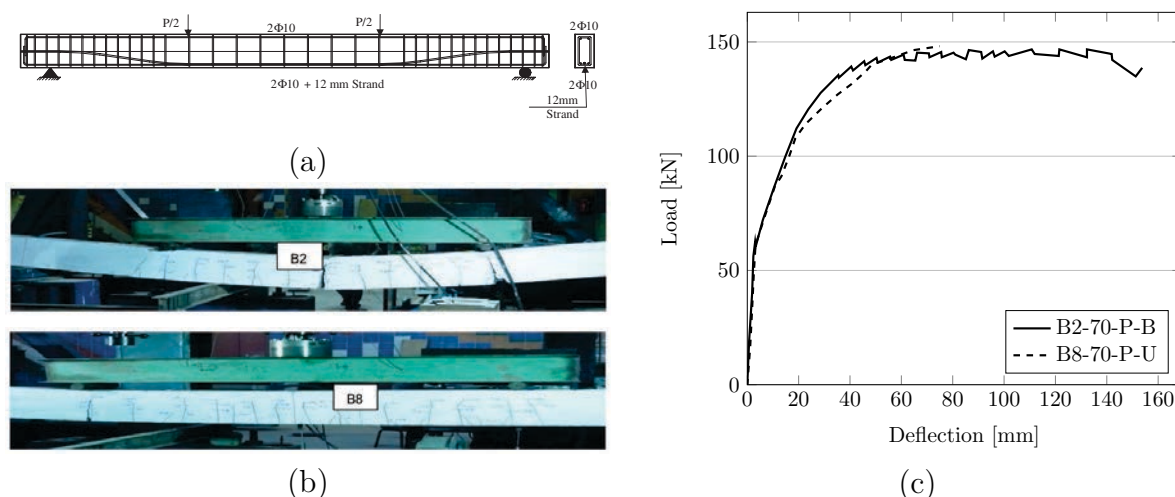 P/2 P/2
2Φ10
2Φ10
2Φ10 + 12 mm Strand
2Φ10
12mm
Strand
(a)
B2
B8
(b)
150
100
50
0
Load [kN]
B2-70-P-B
B8-70-P-U
0 20 40 60 80 100 120 140 160
Deflection [mm]
(c)